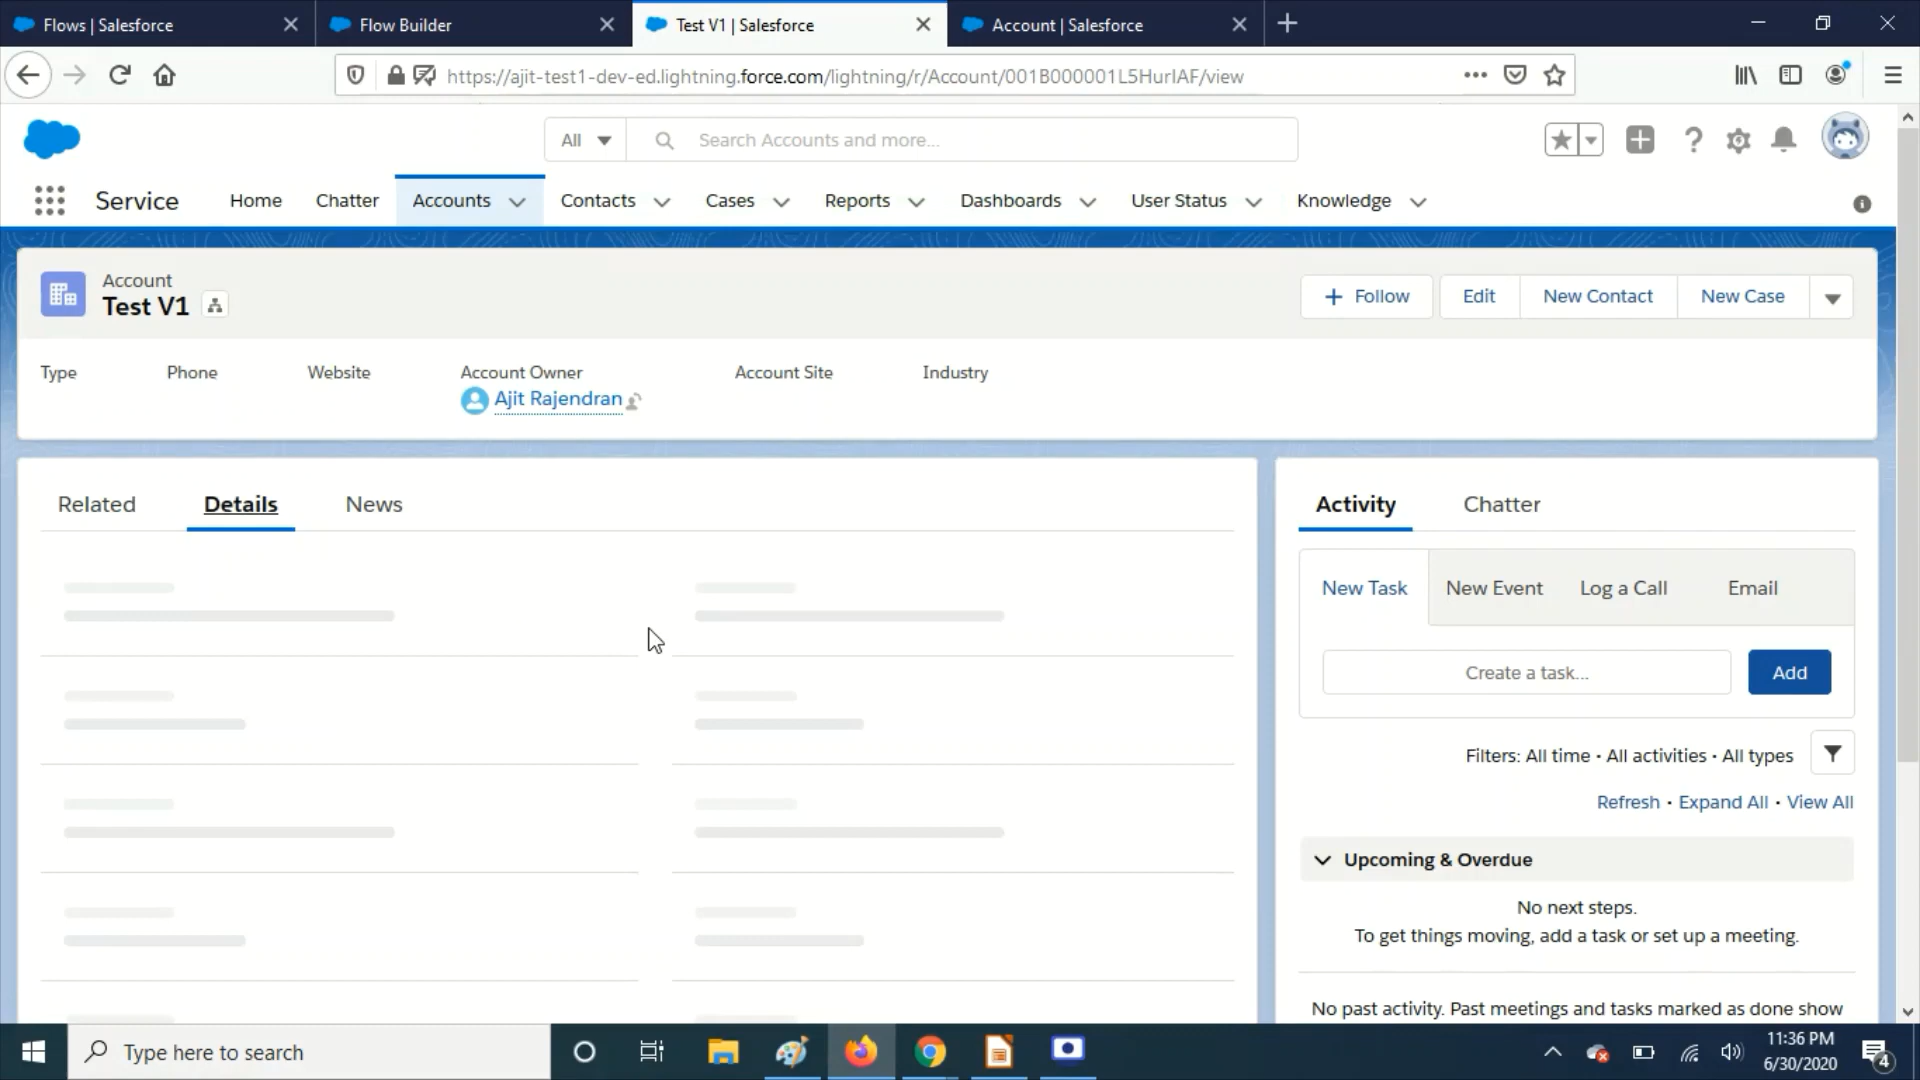 Flows | Salesforce
Flow Builder
Test V1 | Salesforce
Account | Salesforce
https://ajit-test1-dev-ed.lightning.force.com/lightning/r/Account/001B000001L5HurIAF/view
All
Search Accounts and more...
Service
Home
Chatter
Accounts
Contacts
Cases
Reports
Dashboards
User Status
Knowledge
Account
Test V1
Follow
Edit
New Contact
New Case
Type
Phone
Website
Account Owner
Account Site
Industry
Ajit Rajendran
Related
Details
News
Activity
Chatter
New Task
New Event
Log a Call
Email
Create a task...
Add
Filters: All time • All activities • All types
Refresh • Expand All • View All
Upcoming & Overdue
No next steps.
To get things moving, add a task or set up a meeting.
No past activity. Past meetings and tasks marked as done show
Type here to search
11:36 PM
6/30/2020
4